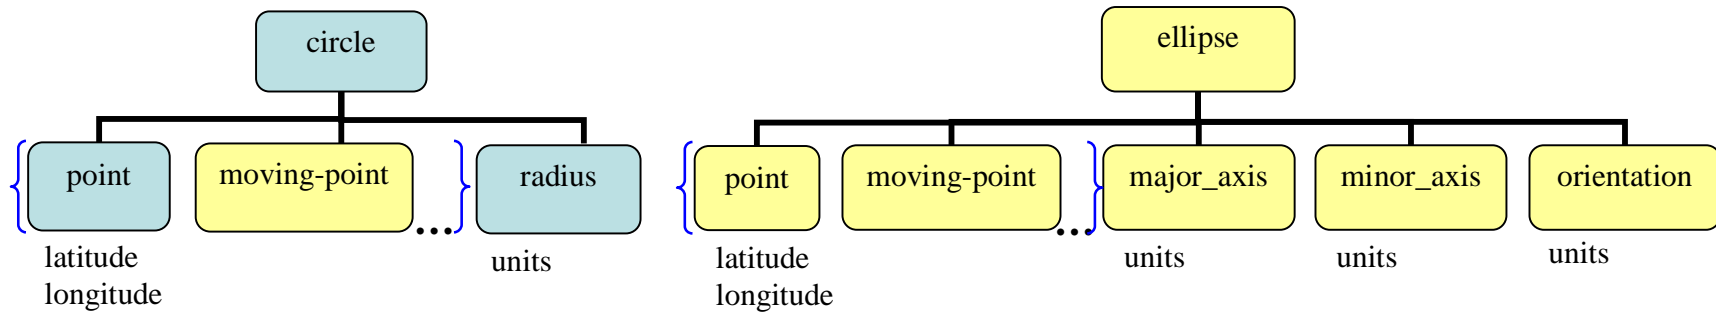 circle
ellipse
point
moving-point
...
radius
point
moving-point
...
major_axis
minor_axis
orientation
latitude
longitude
units
latitude
longitude
units
units
units